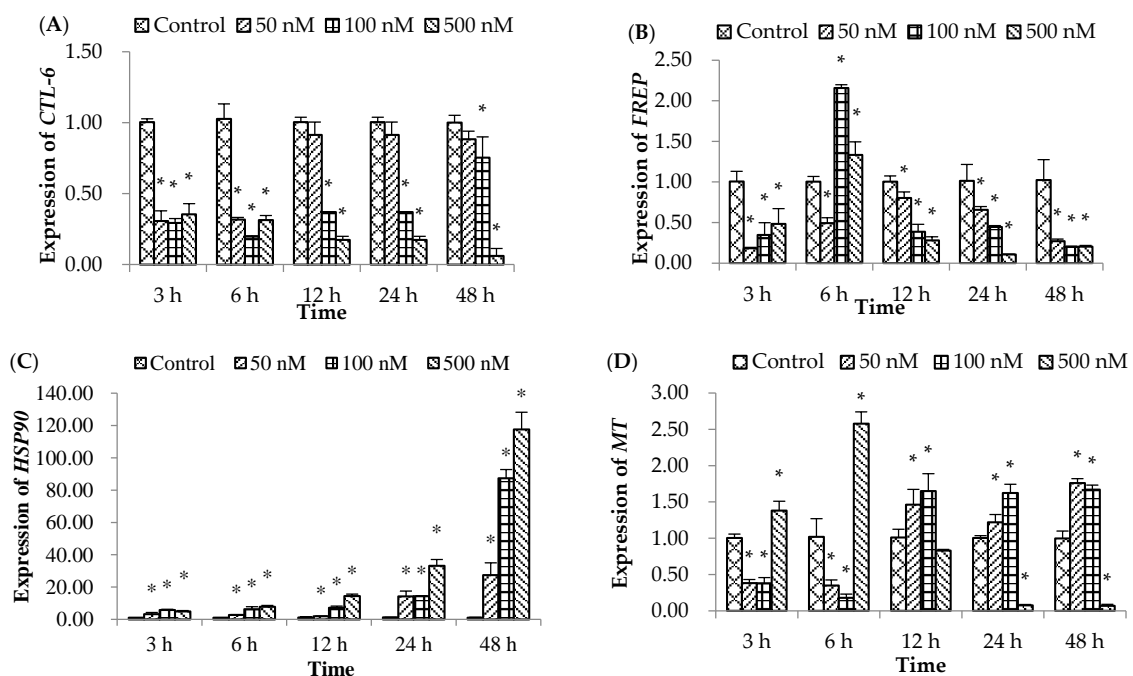 (A)
Control 50 nM 100 nM 500 nM
Expression of CTL-6
1.50
1.00
0.50
0.00
* * *
* * *
* *
* *
* *
3 h 6 h 12 h 24 h 48 h
Time
(B)
Control 50 nM 100 nM 500 nM
Expression of FREP
2.50
2.00
1.50
1.00
0.50
0.00
* * *
* * *
* * *
* * *
* * *
3 h 6 h 12 h 24 h 48 h
Time
(C)
Control 50 nM 100 nM 500 nM
Expression of HSP90
140.00
120.00
100.00
80.00
60.00
40.00
20.00
0.00
* * *
* * *
* * *
* * *
* * *
3 h 6 h 12 h 24 h 48 h
Time
(D)
Control 50 nM 100 nM 500 nM
Expression of MT
3.00
2.50
2.00
1.50
1.00
0.50
0.00
* * *
* * *
* *
* * *
* * *
3 h 6 h 12 h 24 h 48 h
Time